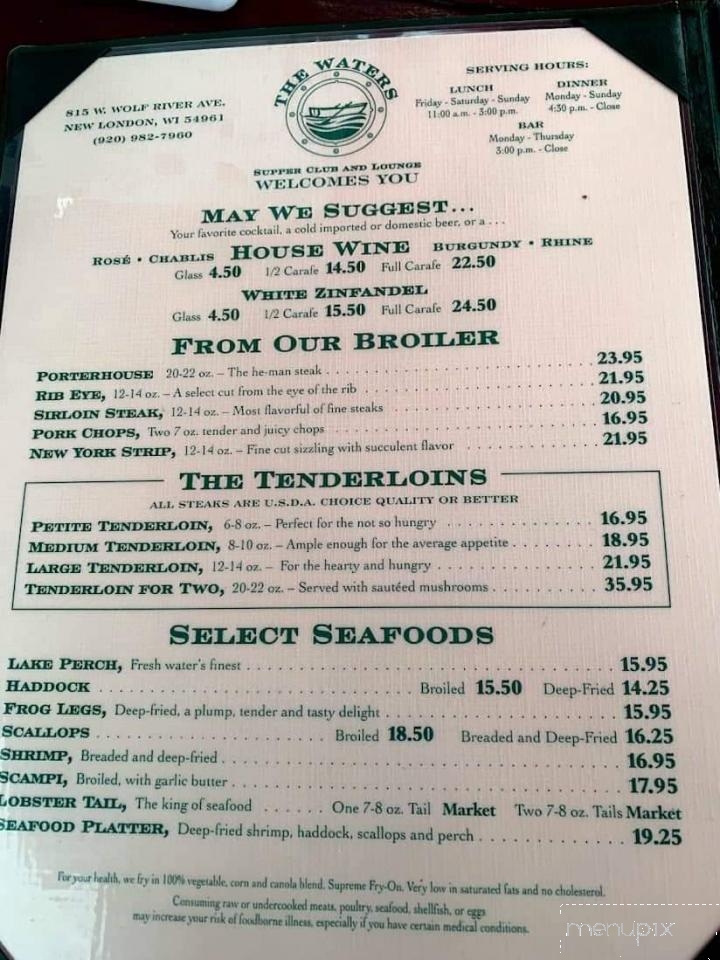 815 W. WOLF RIVER AVE.
NEW LONDON, WI 54961
(920) 982-7960
THE WATERS
SUPPER CLUB AND LOUNGE
WELCOMES YOU
SERVING HOURS:
LUNCH
Friday - Saturday - Sunday
11:00 a.m. - 3:00 p.m.
DINNER
Monday - Sunday
4:30 p.m. - Close
BAR
Monday - Thursday
3:00 p.m. - Close
MAY WE SUGGEST...
Your favorite cocktail, a cold imported or domestic beer, or a . . .
ROSÉ • CHABLIS HOUSE WINE BURGUNDY • RHINE
Glass 4.50 1/2 Carafe 14.50 Full Carafe 22.50
WHITE ZINFANDEL
Glass 4.50 1/2 Carafe 15.50 Full Carafe 24.50
FROM OUR BROILER
PORTERHOUSE 20-22 oz. – The he-man steak 23.95
RIB EYE, 12-14 oz. – A select cut from the eye of the rib 21.95
SIRLOIN STEAK, 12-14 oz. – Most flavorful of fine steaks 20.95
PORK CHOPS, Two 7 oz. tender and juicy chops 16.95
NEW YORK STRIP, 12-14 oz. – Fine cut sizzling with succulent flavor 21.95
THE TENDERLOINS
ALL STEAKS ARE U.S.D.A. CHOICE QUALITY OR BETTER
PETITE TENDERLOIN, 6-8 oz. – Perfect for the not so hungry 16.95
MEDIUM TENDERLOIN, 8-10 oz. – Ample enough for the average appetite 18.95
LARGE TENDERLOIN, 12-14 oz. – For the hearty and hungry 21.95
TENDERLOIN FOR TWO, 20-22 oz. – Served with sautéed mushrooms 35.95
SELECT SEAFOODS
LAKE PERCH, Fresh water's finest 15.95
HADDOCK Broiled 15.50 Deep-Fried 14.25
FROG LEGS, Deep-fried, a plump, tender and tasty delight 15.95
SCALLOPS Broiled 18.50 Breaded and Deep-Fried 16.25
SHRIMP, Breaded and deep-fried 16.95
SCAMPI, Broiled, with garlic butter 17.95
LOBSTER TAIL, The king of seafood One 7-8 oz. Tail Market Two 7-8 oz. Tails Market
SEAFOOD PLATTER, Deep-fried shrimp, haddock, scallops and perch 19.25
For your health, we fry in 100% vegetable, corn and canola blend. Supreme Fry-On. Very low in saturated fats and no cholesterol.
Consuming raw or undercooked meats, poultry, seafood, shellfish, or eggs
may increase your risk of foodborne illness, especially if you have certain medical conditions.
menupix